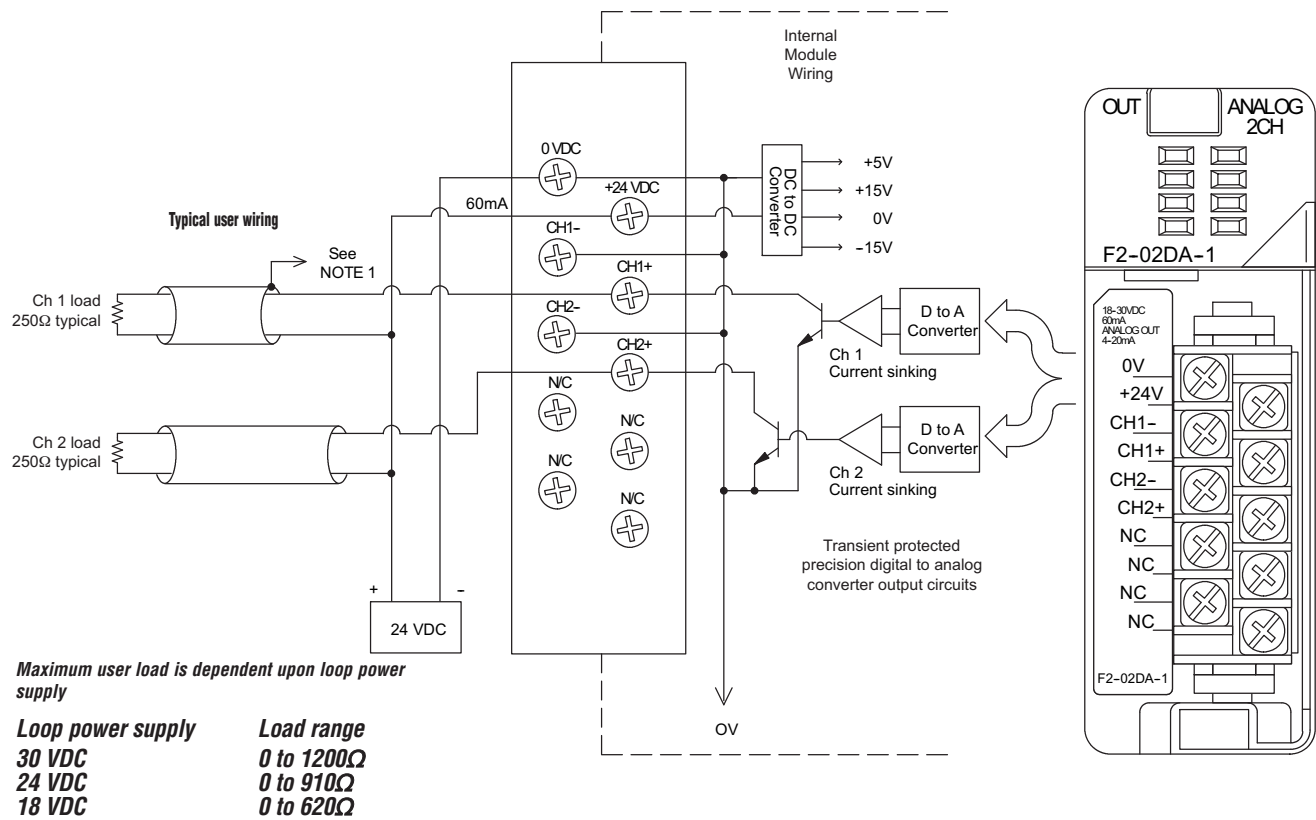 Internal
Module
Wiring
0 VDC
+24 VDC
60mA
CH1-
CH1+
CH2-
CH2+
N/C
N/C
N/C
N/C
DC to DC
Converter
+5V
+15V
0V
-15V
Typical user wiring
See
NOTE 1
Ch 1 load
250Ω typical
Ch 2 load
250Ω typical
D to A
Converter
Ch 1
Current sinking
D to A
Converter
Ch 2
Current sinking
Transient protected
precision digital to analog
converter output circuits
+ -
24 VDC
OV
Maximum user load is dependent upon loop power
supply
Loop power supply Load range
30 VDC 0 to 1200Ω
24 VDC 0 to 910Ω
18 VDC 0 to 620Ω
OUT ANALOG
2CH
F2-02DA-1
18-30VDC
60mA
ANALOG OUT
4-20mA
0V
+24V
CH1-
CH1+
CH2-
CH2+
NC
NC
NC
NC
F2-02DA-1